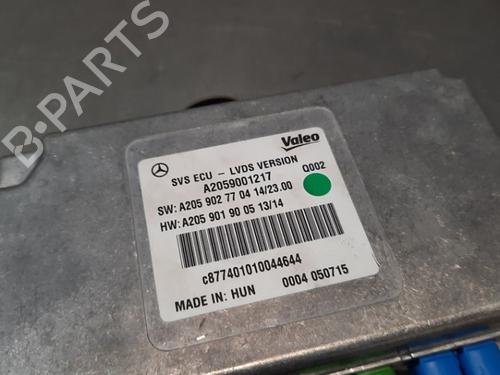 Valeo
SVS ECU - LVDS VERSION
A2059001217
Q002
SW: A205 902 77 04 14/23.00
HW: A205 901 90 05 13/14
c877401010044644
MADE IN: HUN 0004 050715
B-PARTS